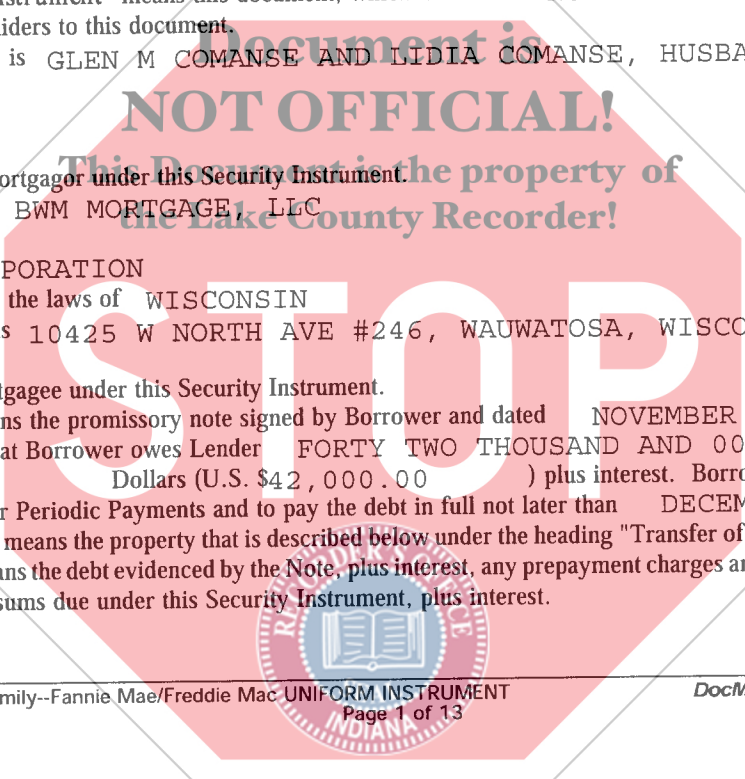 iders to this document.
is GLEN M COMANSE AND LIDIA COMANSE, HUSBA
Document is
NOT OFFICIAL!
This Document is the property of
the Lake County Recorder!
ortgagor under this Security Instrument.
BWM MORTGAGE, LLC
PORATION
the laws of WISCONSIN
s 10425 W NORTH AVE #246, WAUWATOSA, WISCO
STOP
tgagee under this Security Instrument.
ns the promissory note signed by Borrower and dated NOVEMBER
at Borrower owes Lender FORTY TWO THOUSAND AND 00
Dollars (U.S. $42,000.00 ) plus interest. Borro
r Periodic Payments and to pay the debt in full not later than DECEM
means the property that is described below under the heading "Transfer of
ans the debt evidenced by the Note, plus interest, any prepayment charges an
sums due under this Security Instrument, plus interest.
RECORDER'S OFFICE
INDIANA
mily--Fannie Mae/Freddie Mac UNIFORM INSTRUMENT
DocM
Page 1 of 13